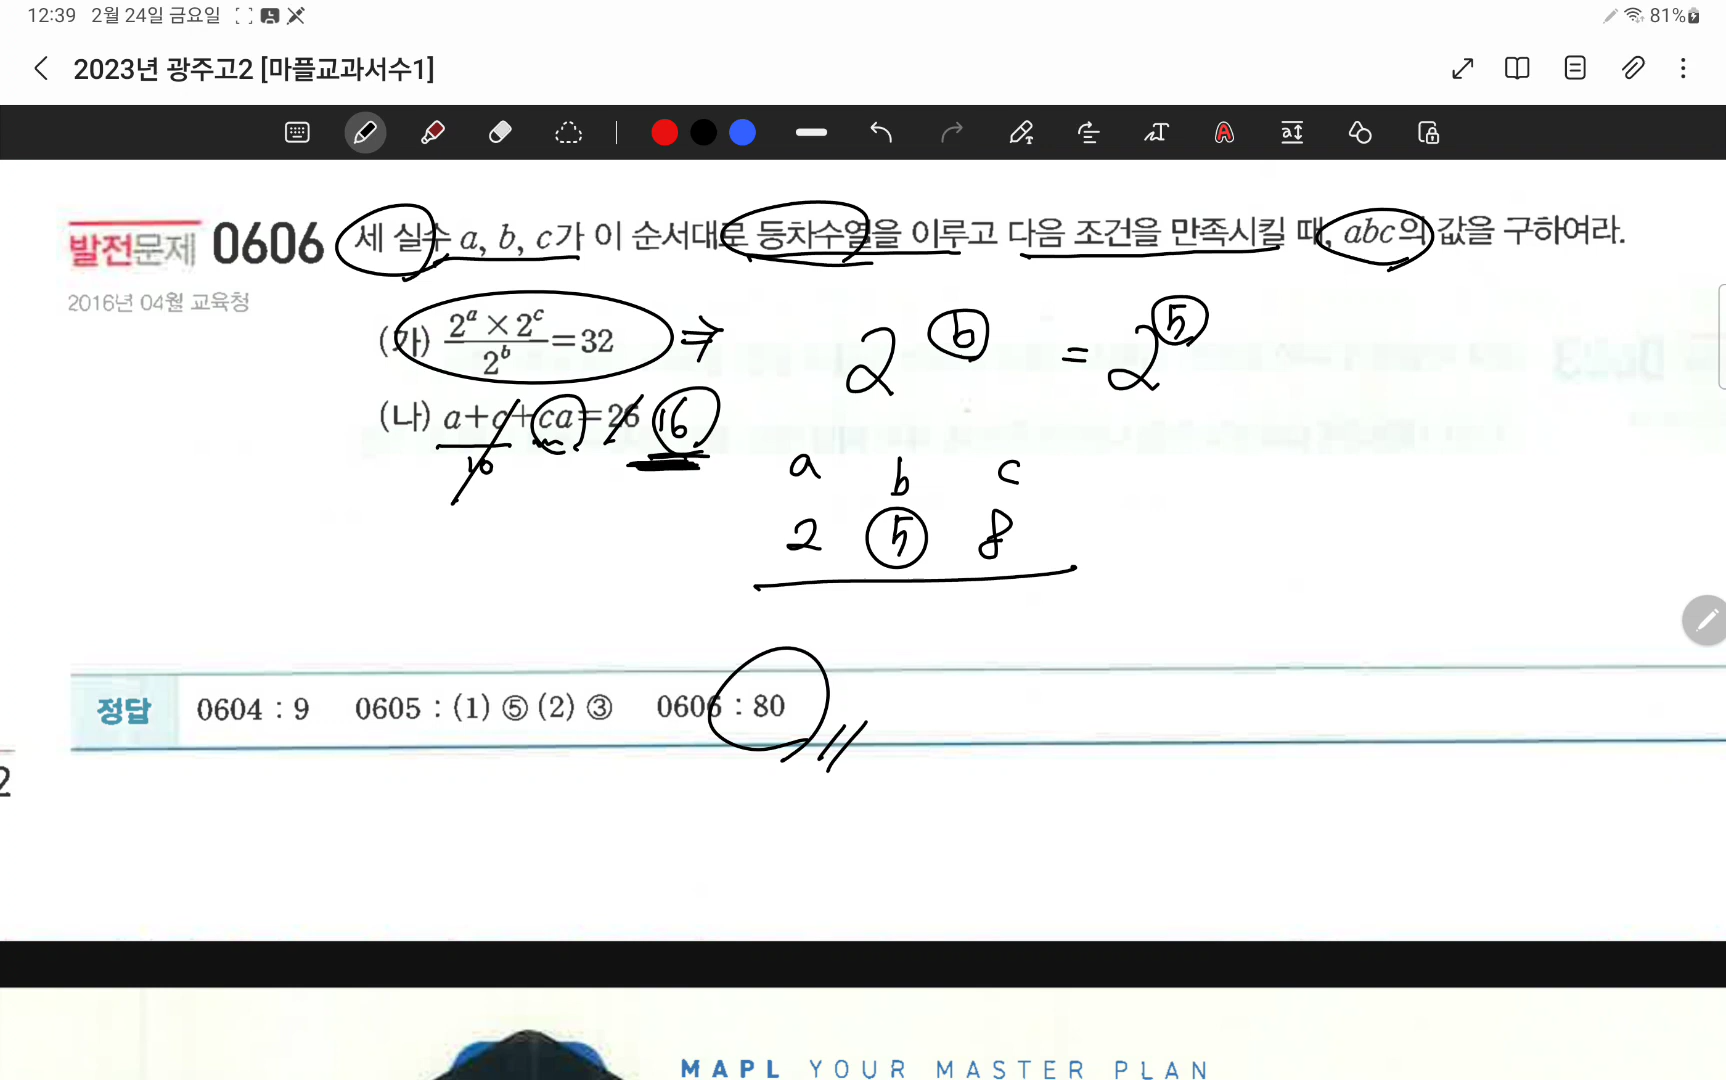 12:39 2월 24일 금요일 81%
2023년 광주고2 [마플교과서수1]
발전문제 0606 세 실수 a, b, c가 이 순서대로 등차수열을 이루고 다음 조건을 만족시킬 때, abc의 값을 구하여라.
2016년 04월 교육청
(가) 2^a × 2^c / 2^b = 32 ⇒ 2^b = 2^5
(나) a+c+ca=26 16
10
a b c
2 5 8
정답 0604 : 9 0605 : (1) ⑤ (2) ③ 0606 : 80
2
MAPL YOUR MASTER PLAN